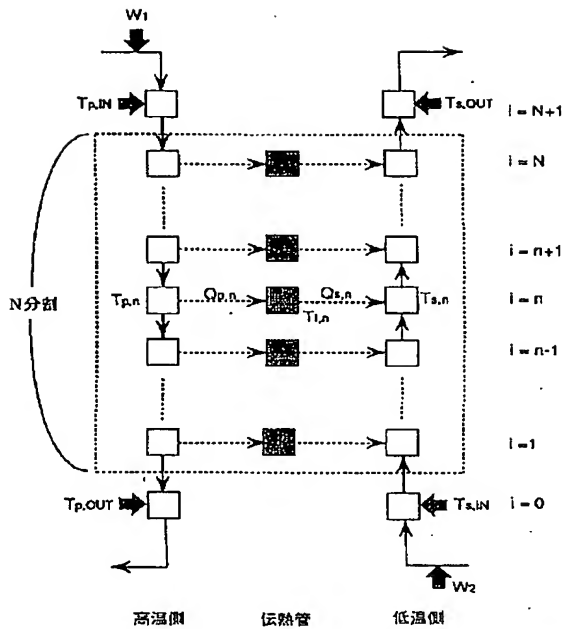 W1
Tp,IN
Ts,OUT
i = N+1
i = N
i = n+1
N分割
Tp,n
Qp,n
Qs,n
Ts,n
i = n
Tt,n
i = n-1
i =1
Tp,OUT
Ts,IN
i = 0
W2
高温側
伝熱管
低温側